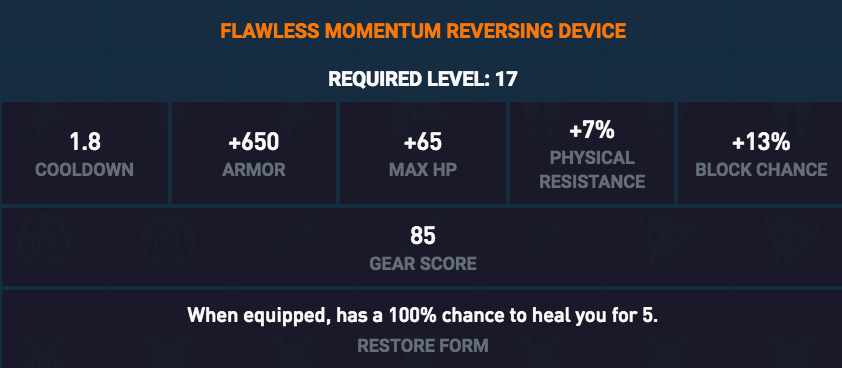 FLAWLESS MOMENTUM REVERSING DEVICE
REQUIRED LEVEL: 17
1.8
COOLDOWN
+650
ARMOR
+65
MAX HP
+7%
PHYSICAL
RESISTANCE
+13%
BLOCK CHANCE
85
GEAR SCORE
When equipped, has a 100% chance to heal you for 5.
RESTORE FORM